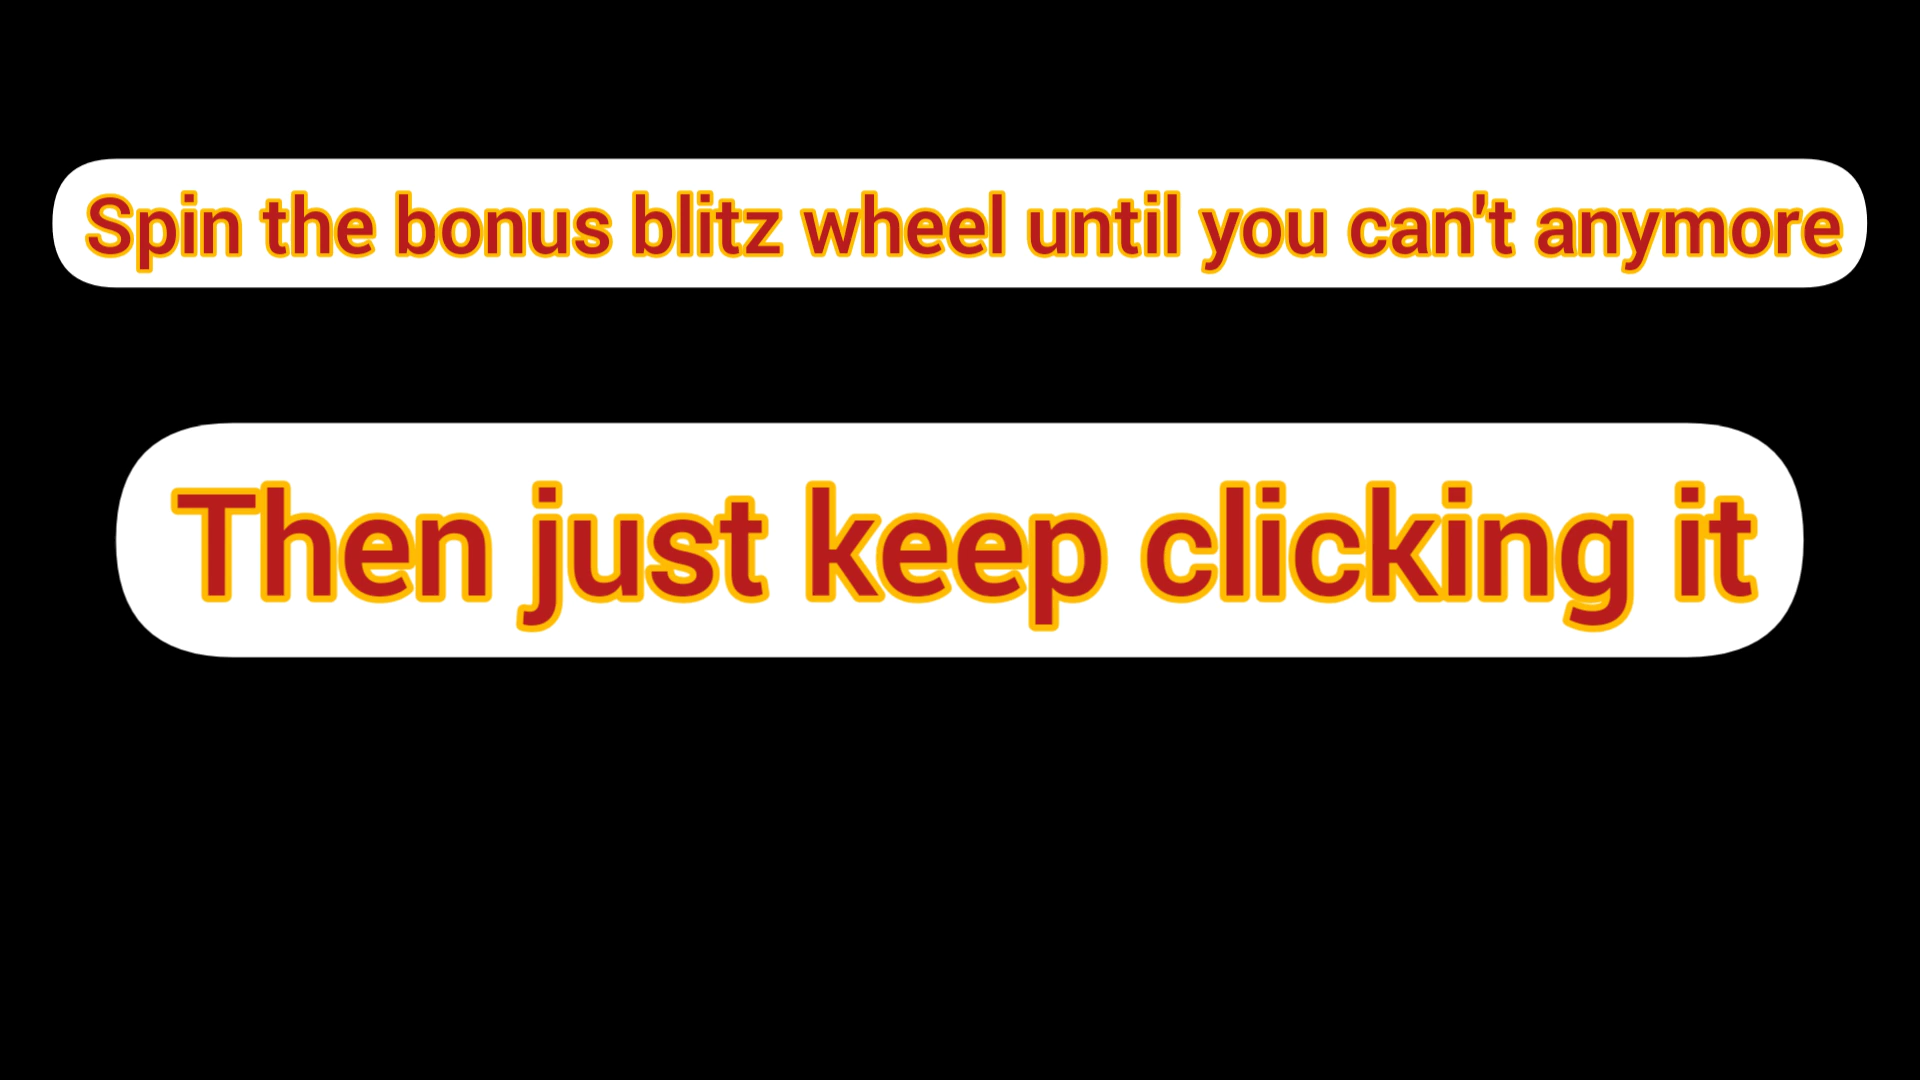 Spin the bonus blitz wheel until you can't anymore
Then just keep clicking it